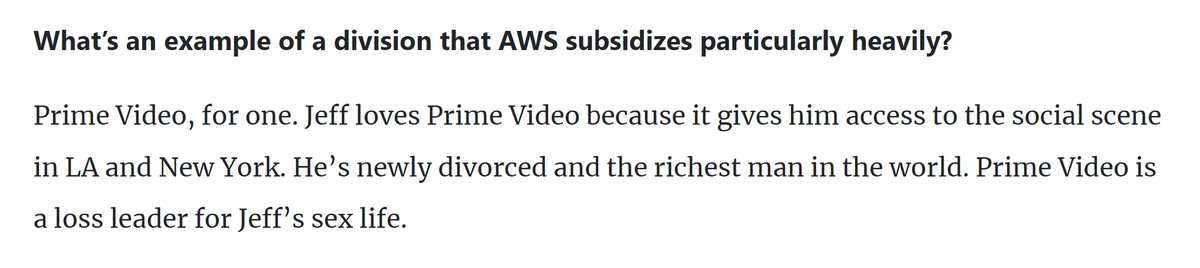 What’s an example of a division that AWS subsidizes particularly heavily?
Prime Video, for one. Jeff loves Prime Video because it gives him access to the social scene
in LA and New York. He’s newly divorced and the richest man in the world. Prime Video is
a loss leader for Jeff’s sex life.